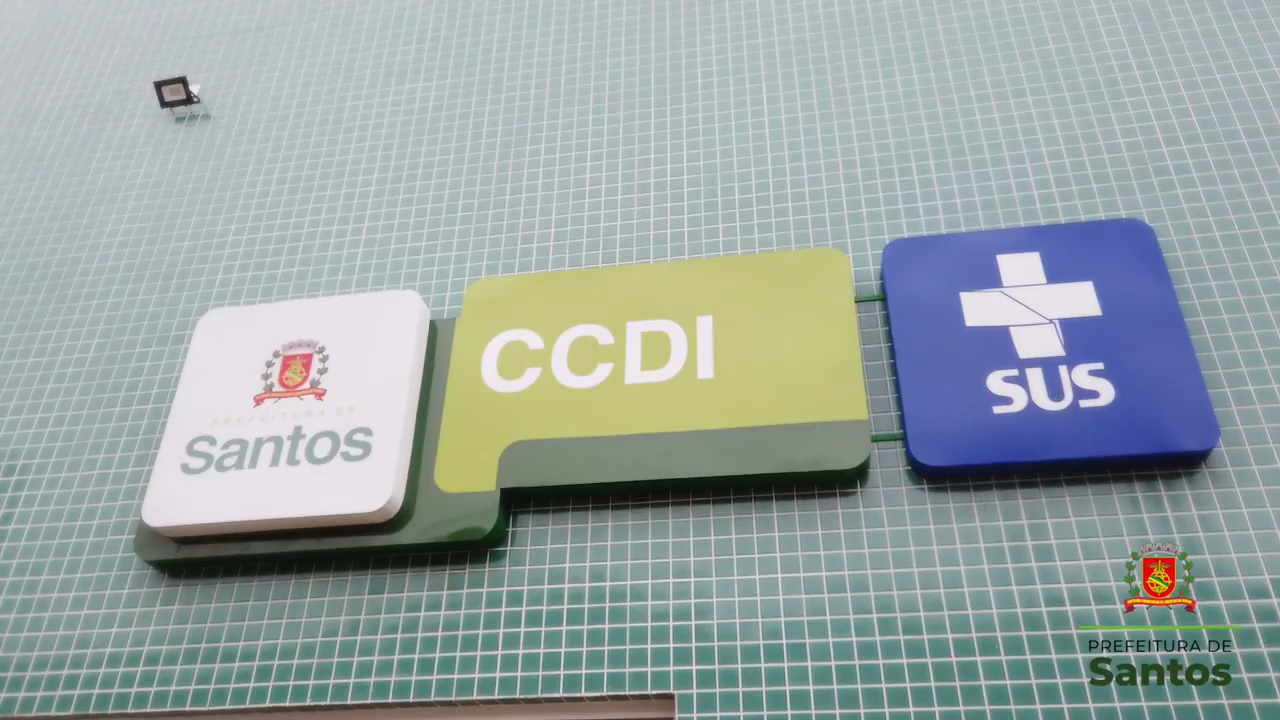 PREFEITURA DE
Santos
CCDI
SUS
PREFEITURA DE
Santos